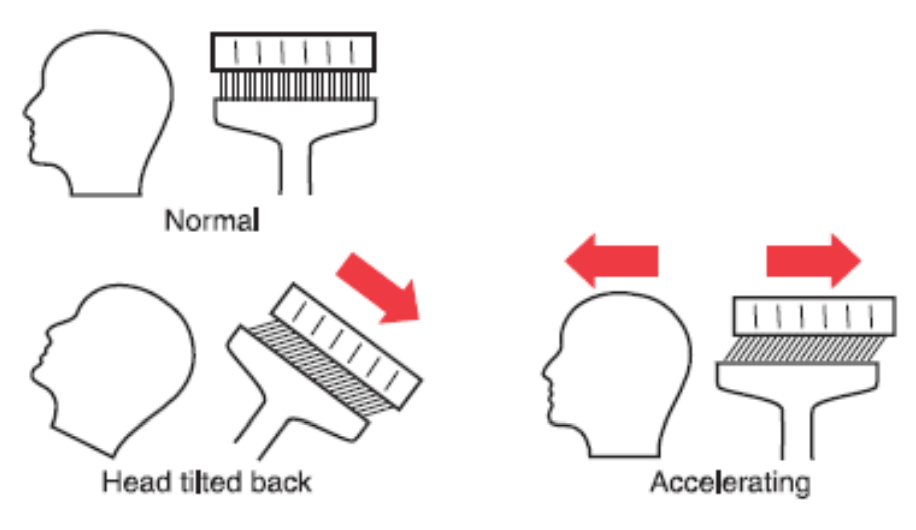 Normal
Head tilted back
Accelerating